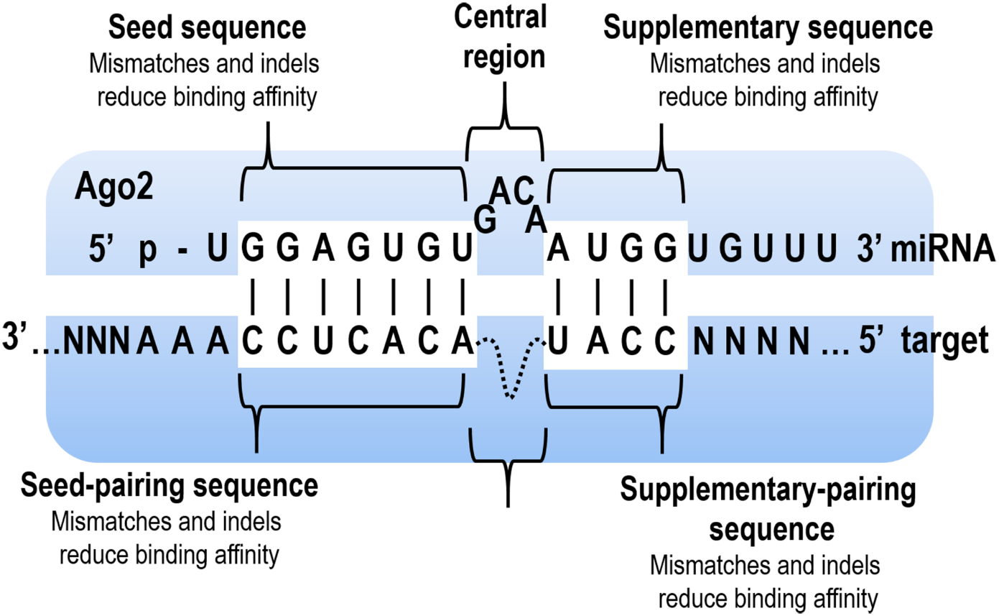 Seed sequence
Mismatches and indels
reduce binding affinity
Central
region
Supplementary sequence
Mismatches and indels
reduce binding affinity
Ago2
ACA
G
5’ p - U G G A G U G U A U G G U G U U U 3’ miRNA
3’ ...NNNA A A C C U C A C A U A C C N N N N ... 5’ target
Seed-pairing sequence
Mismatches and indels
reduce binding affinity
Supplementary-pairing
sequence
Mismatches and indels
reduce binding affinity